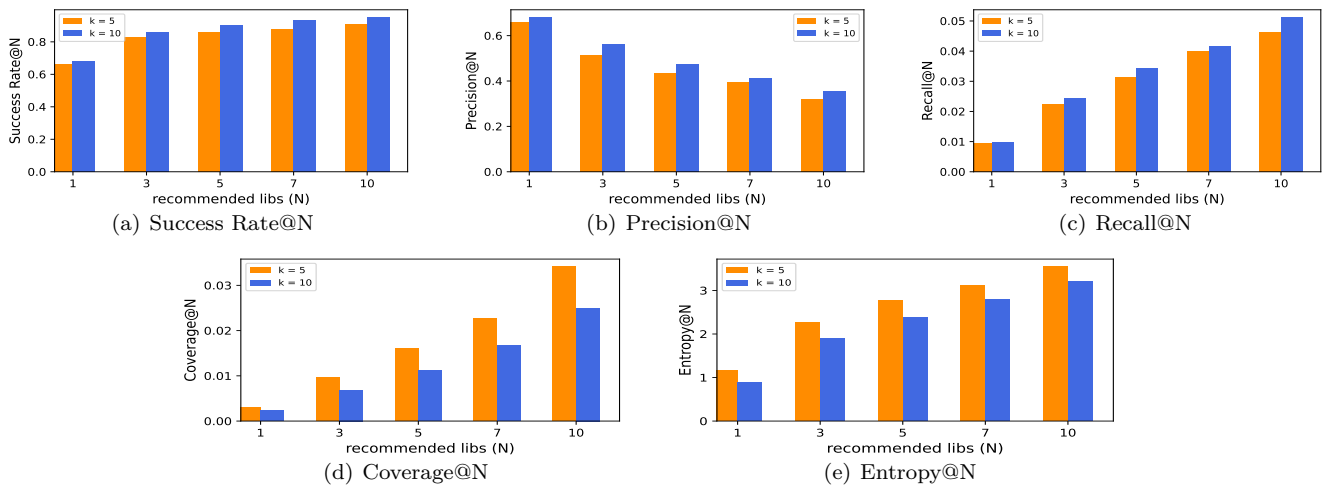 Success Rate@N
0.8
0.6
0.4
0.2
0.0
k = 5
k = 10
1 3 5 7 10
recommended libs (N)
(a) Success Rate@N
Precision@N
0.6
0.4
0.2
0.0
k = 5
k = 10
1 3 5 7 10
recommended libs (N)
(b) Precision@N
Recall@N
0.05
0.04
0.03
0.02
0.01
0.00
k = 5
k = 10
1 3 5 7 10
recommended libs (N)
(c) Recall@N
Coverage@N
0.03
0.02
0.01
0.00
k = 5
k = 10
1 3 5 7 10
recommended libs (N)
(d) Coverage@N
Entropy@N
3
2
1
0
k = 5
k = 10
1 3 5 7 10
recommended libs (N)
(e) Entropy@N